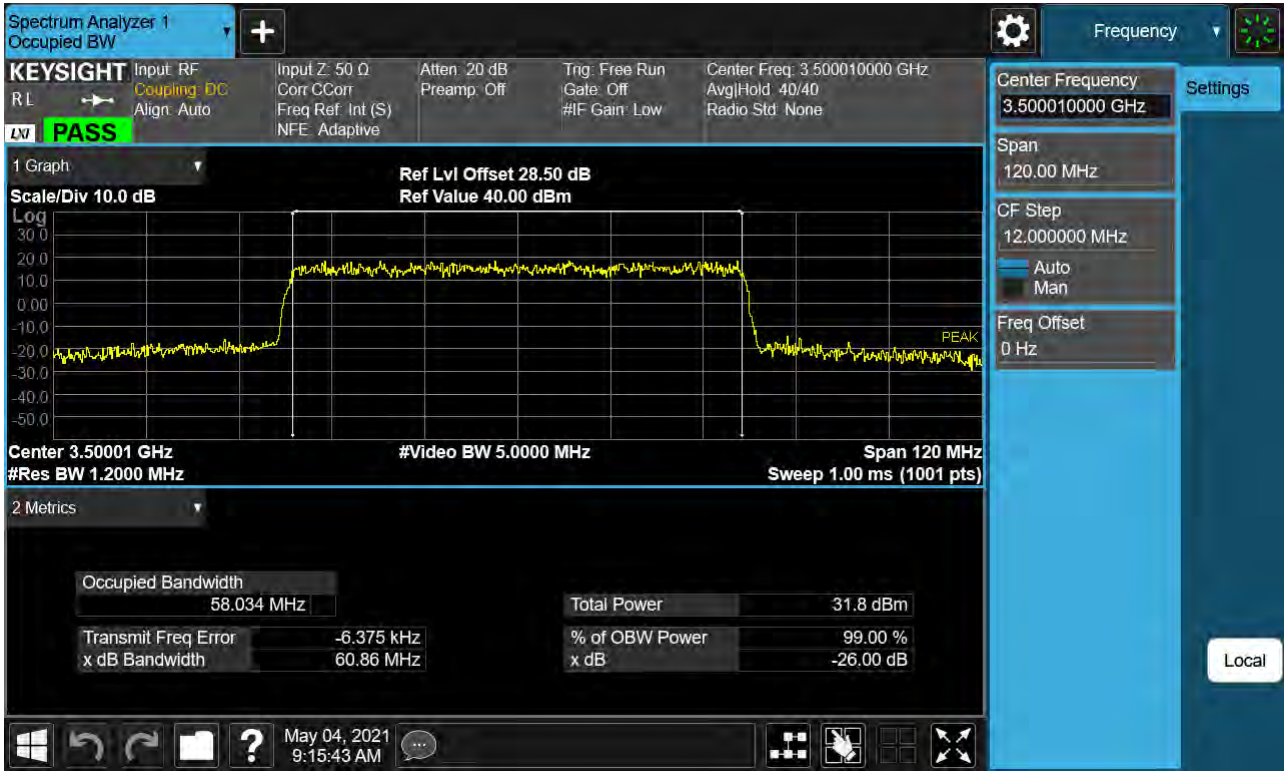 Spectrum Analyzer 1
Occupied BW
Frequency
KEYSIGHT
R L
LXI PASS
Input: RF
Coupling: DC
Align: Auto
Input Z: 50 Ω
Corr CCorr
Freq Ref: Int (S)
NFE: Adaptive
Atten: 20 dB
Preamp: Off
Trig: Free Run
Gate: Off
#IF Gain: Low
Center Freq: 3.500010000 GHz
Avg|Hold: 40/40
Radio Std: None
Center Frequency
3.500010000 GHz
Settings
Span
120.00 MHz
CF Step
12.000000 MHz
Auto
Man
Freq Offset
0 Hz
Local
1 Graph
Scale/Div 10.0 dB
Ref Lvl Offset 28.50 dB
Ref Value 40.00 dBm
Log
30.0
20.0
10.0
0.00
-10.0
-20.0
-30.0
-40.0
-50.0
PEAK
Center 3.50001 GHz
#Video BW 5.0000 MHz
Span 120 MHz
#Res BW 1.2000 MHz
Sweep 1.00 ms (1001 pts)
2 Metrics
Occupied Bandwidth
58.034 MHz
Total Power 31.8 dBm
Transmit Freq Error -6.375 kHz
% of OBW Power 99.00 %
x dB Bandwidth 60.86 MHz
x dB -26.00 dB
?
May 04, 2021
9:15:43 AM